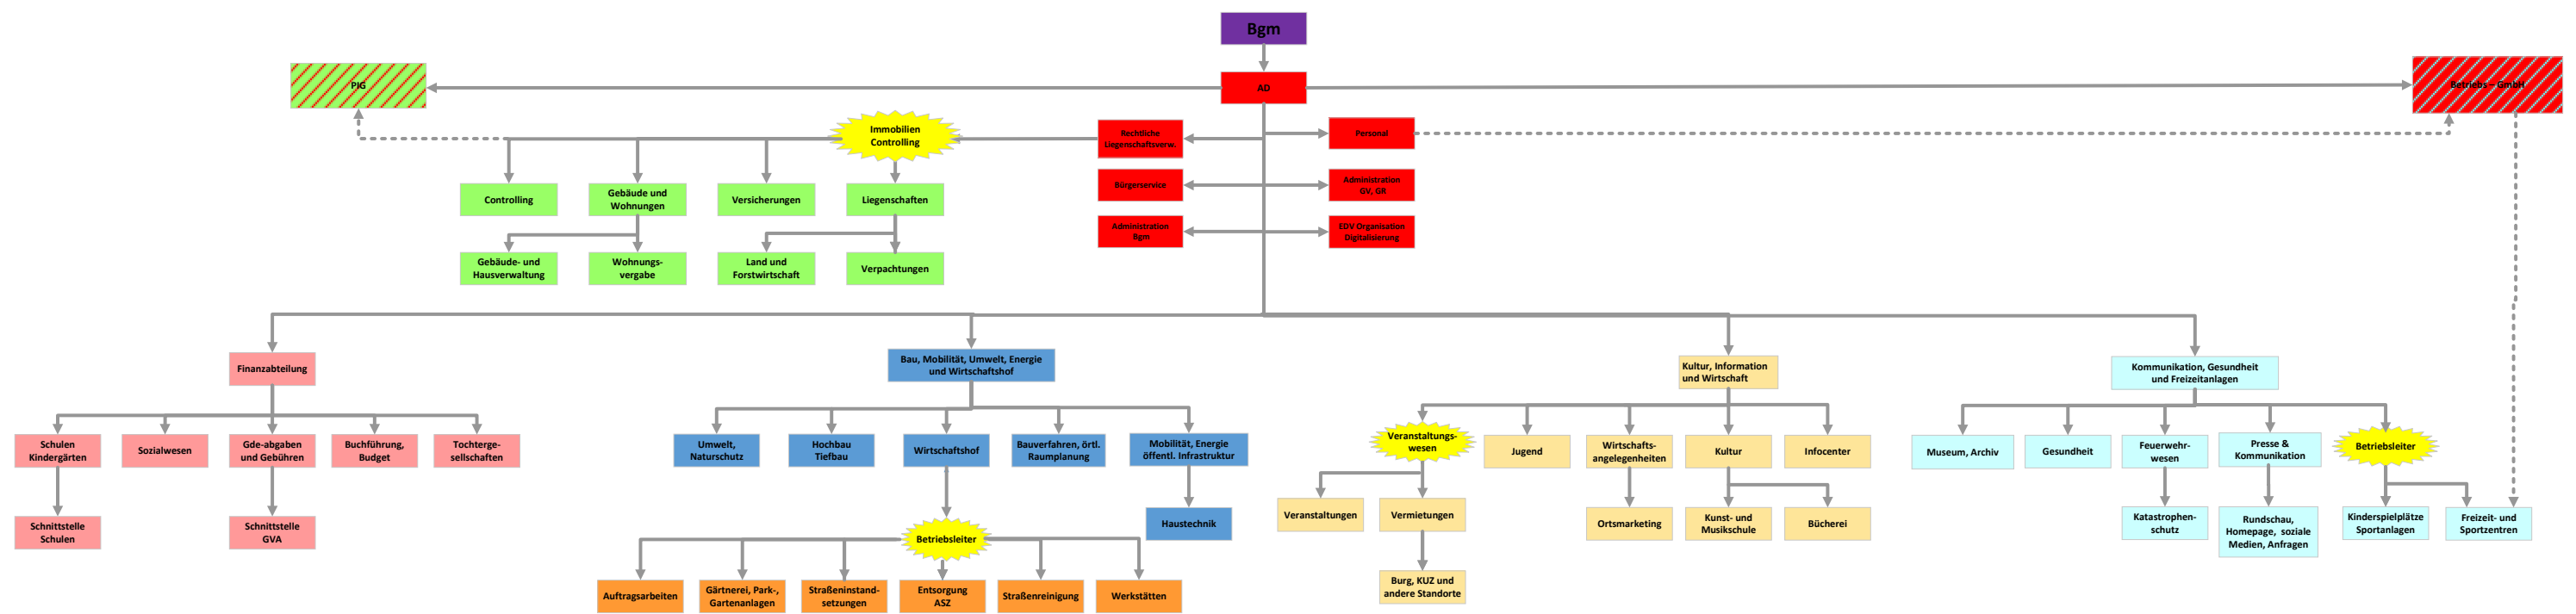 Bgm
PIG
AD
Betriebs – GmbH
Immobilien
Controlling
Rechtliche
Liegenschaftsverw.
Personal
Controlling
Gebäude und
Wohnungen
Versicherungen
Liegenschaften
Bürgerservice
Administration
GV, GR
Administration
Bgm
EDV Organisation
Digitalisierung
Gebäude- und
Hausverwaltung
Wohnungs-
vergabe
Land und
Forstwirtschaft
Verpachtungen
Finanzabteilung
Bau, Mobilität, Umwelt, Energie
und Wirtschaftshof
Kultur, Information
und Wirtschaft
Kommunikation, Gesundheit
und Freizeitanlagen
Schulen
Kindergärten
Sozialwesen
Gde-abgaben
und Gebühren
Buchführung,
Budget
Tochterge-
sellschaften
Umwelt,
Naturschutz
Hochbau
Tiefbau
Wirtschaftshof
Bauverfahren, örtl.
Raumplanung
Mobilität, Energie
öffentl. Infrastruktur
Veranstaltungs-
wesen
Jugend
Wirtschafts-
angelegenheiten
Kultur
Infocenter
Museum, Archiv
Gesundheit
Feuerwehr-
wesen
Presse &
Kommunikation
Betriebsleiter
Schnittstelle
Schulen
Schnittstelle
GVA
Haustechnik
Veranstaltungen
Vermietungen
Ortsmarketing
Kunst- und
Musikschule
Bücherei
Katastrophen-
schutz
Rundschau,
Homepage, soziale
Medien, Anfragen
Kinderspielplätze
Sportanlagen
Freizeit- und
Sportzentren
Betriebsleiter
Auftragsarbeiten
Gärtnerei, Park-,
Gartenanlagen
Straßeninstand-
setzungen
Entsorgung
ASZ
Straßenreinigung
Werkstätten
Burg, KUZ und
andere Standorte